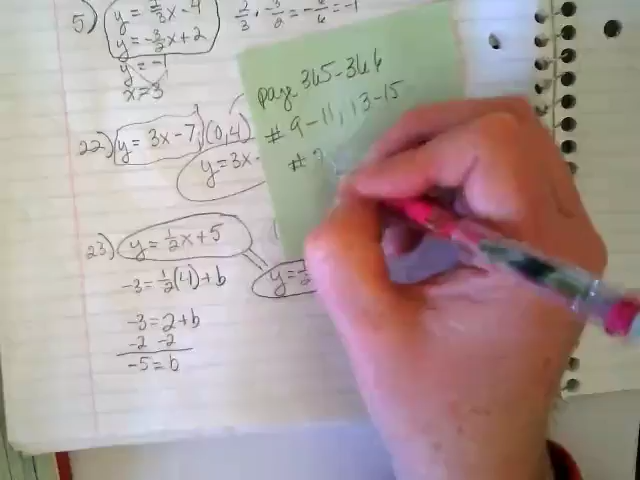 5) y = 2/3x - 4
y = -3/2x + 2
y = -1
x = 3
2/3 · -3/2 = -6/6 = -1
page 365-366
# 9-11, 13-15
#
22) y = 3x - 7, (0,4)
y = 3x-
23) y = 1/2x + 5
-3 = 1/2(4) + b
-3 = 2 + b
-2 -2
-5 = b
y = 1/2